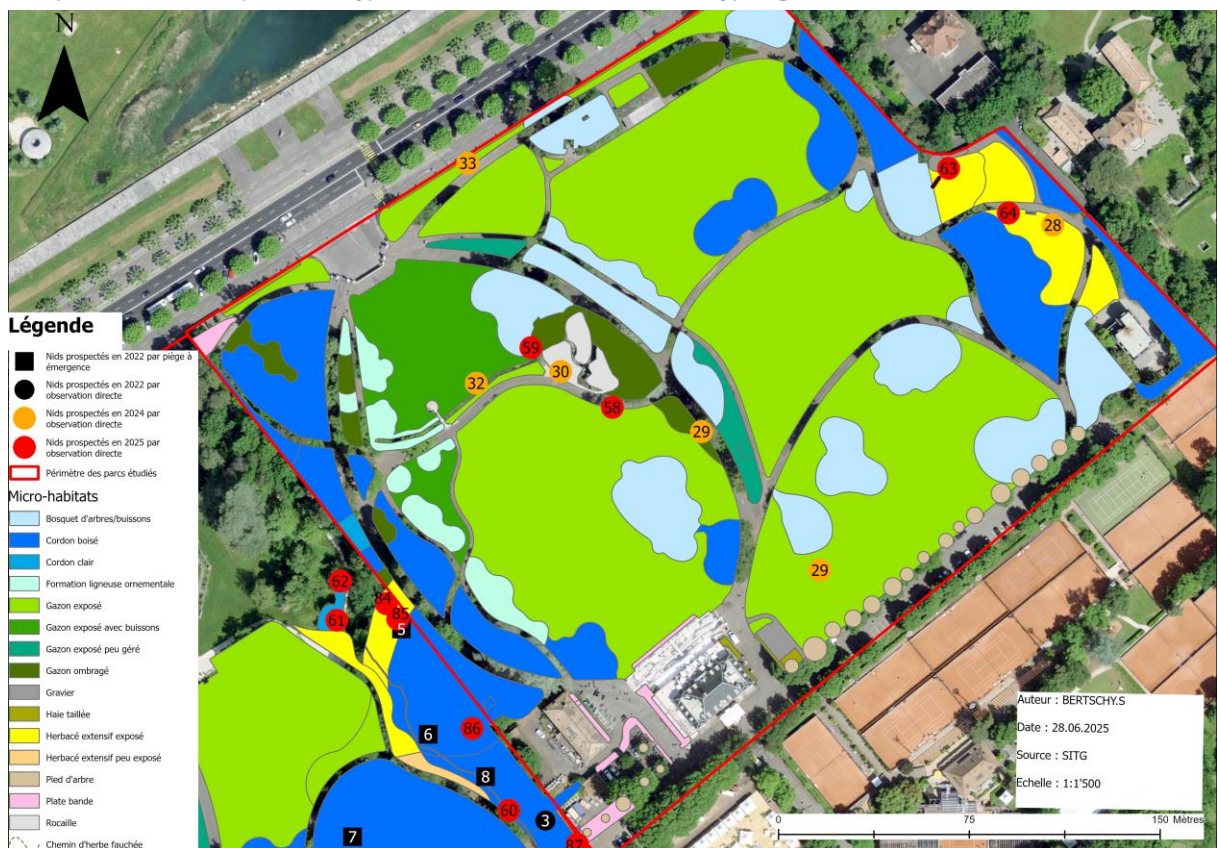 N
33
63
64
28
59
30
32
58
29
29
62
84
85
61
5
6
86
8
60
3
7
87
Légende
Nids prospectés en 2022 par piège à
émergence
Nids prospectés en 2022 par
observation directe
Nids prospectés en 2024 par
observation directe
Nids prospectés en 2025 par
observation directe
Périmètre des parcs étudiés
Micro-habitats
Bosquet d'arbres/buissons
Cordon boisé
Cordon clair
Formation ligneuse ornementale
Gazon exposé
Gazon exposé avec buissons
Gazon exposé peu géré
Gazon ombragé
Gravier
Haie taillée
Herbacé extensif exposé
Herbacé extensif peu exposé
Pied d'arbre
Plate bande
Rocaille
Chemin d'herbe fauchée
Auteur : BERTSCHY.S
Date : 28.06.2025
Source : SITG
Echelle : 1:1'500
0 75 150 Mètres